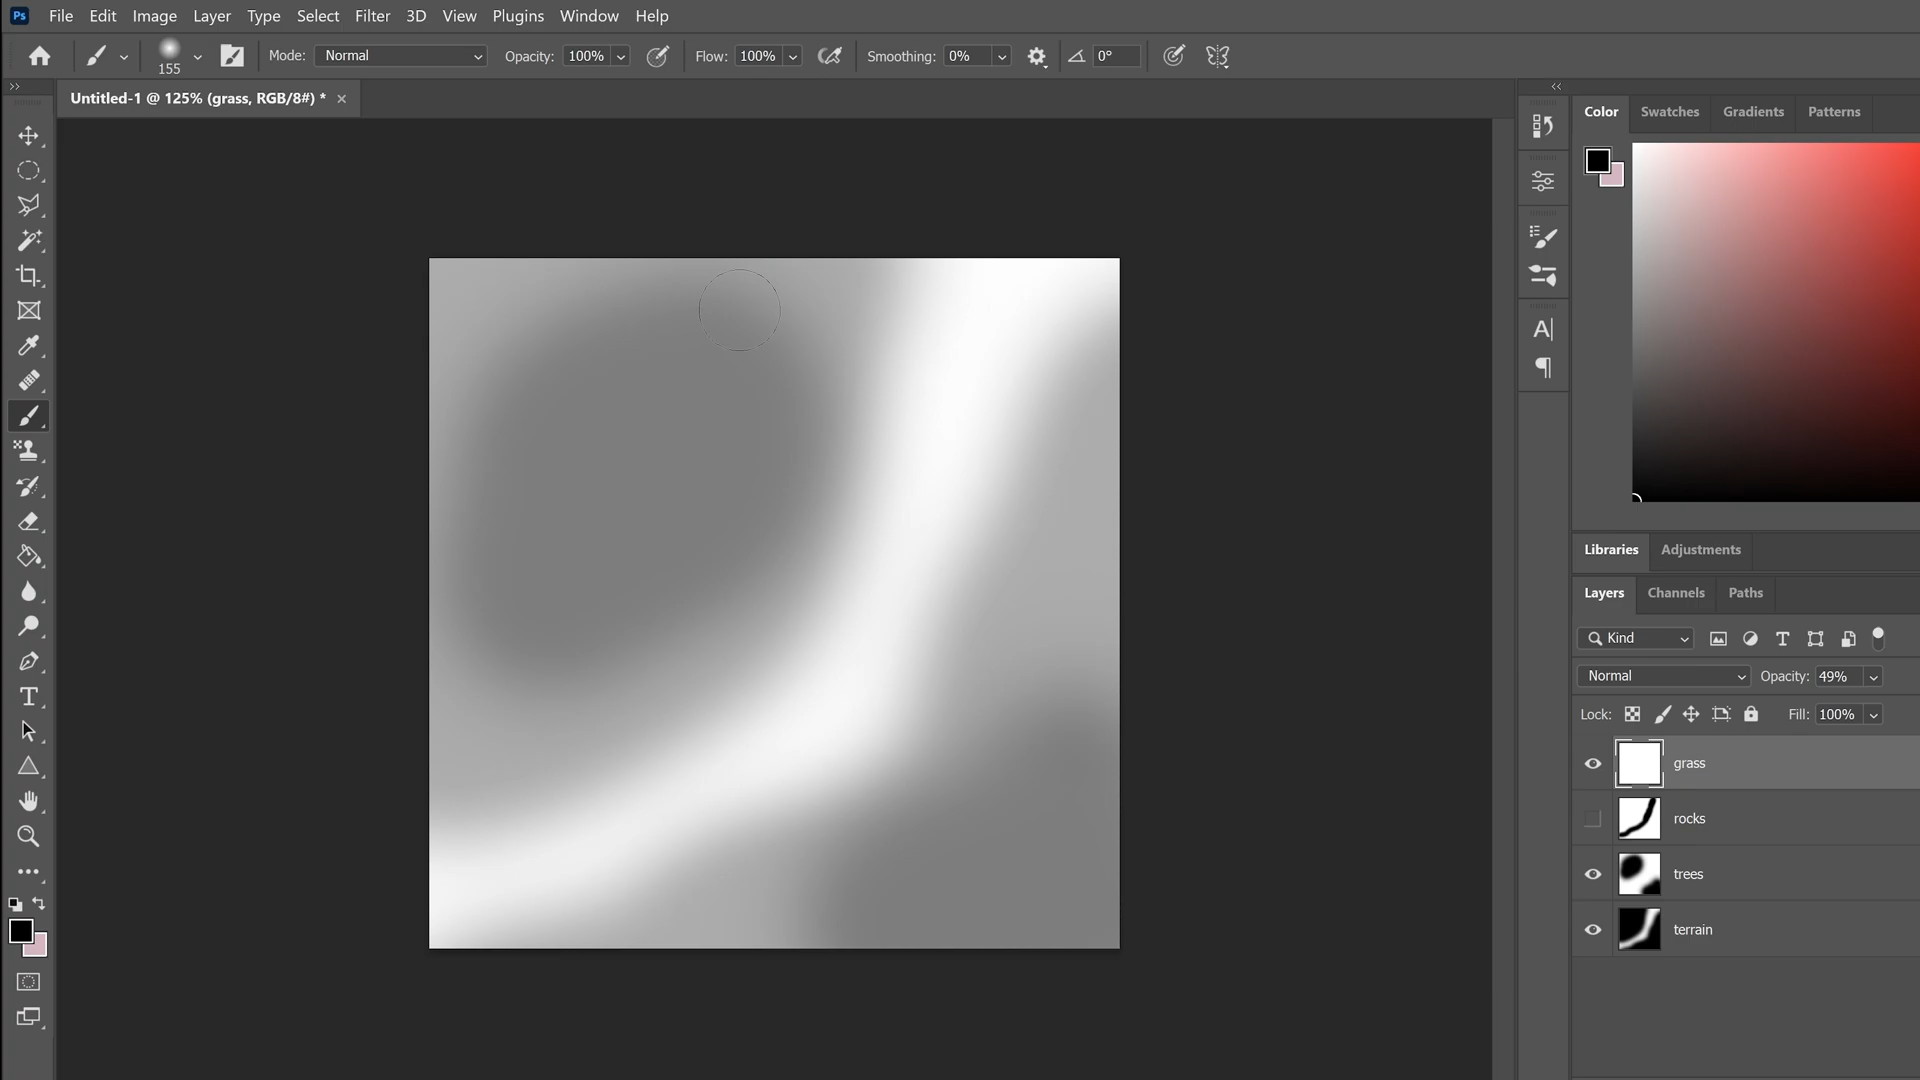 Ps File Edit Image Layer Type Select Filter 3D View Plugins Window Help
155 Mode: Normal Opacity: 100% Flow: 100% Smoothing: 0% 0°
Untitled-1 @ 125% (grass, RGB/8#) *
Color Swatches Gradients Patterns
Libraries Adjustments
Layers Channels Paths
Kind
Normal Opacity: 49%
Lock: Fill: 100%
grass
rocks
trees
terrain